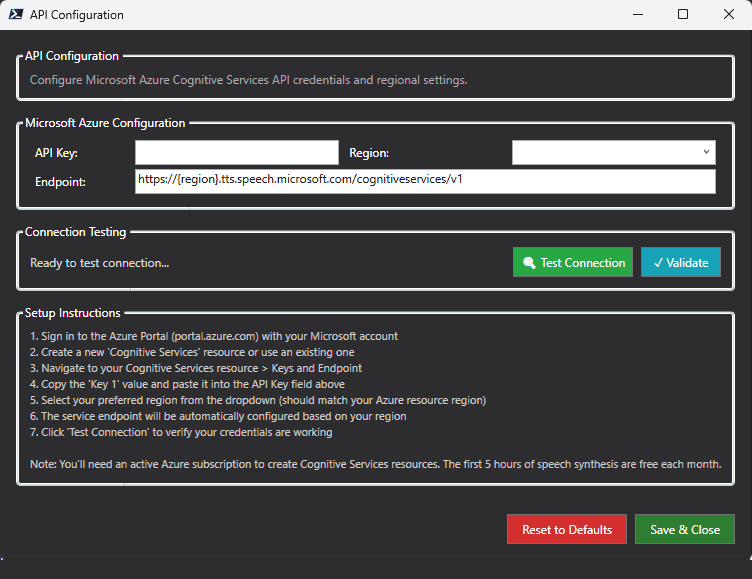 API Configuration
API Configuration
Configure Microsoft Azure Cognitive Services API credentials and regional settings.
Microsoft Azure Configuration
API Key: Region:
Endpoint: https://{region}.tts.speech.microsoft.com/cognitiveservices/v1
Connection Testing
Ready to test connection... Test Connection ✓ Validate
Setup Instructions
1. Sign in to the Azure Portal (portal.azure.com) with your Microsoft account
2. Create a new 'Cognitive Services' resource or use an existing one
3. Navigate to your Cognitive Services resource > Keys and Endpoint
4. Copy the 'Key 1' value and paste it into the API Key field above
5. Select your preferred region from the dropdown (should match your Azure resource region)
6. The service endpoint will be automatically configured based on your region
7. Click 'Test Connection' to verify your credentials are working
Note: You'll need an active Azure subscription to create Cognitive Services resources. The first 5 hours of speech synthesis are free each month.
Reset to Defaults Save & Close